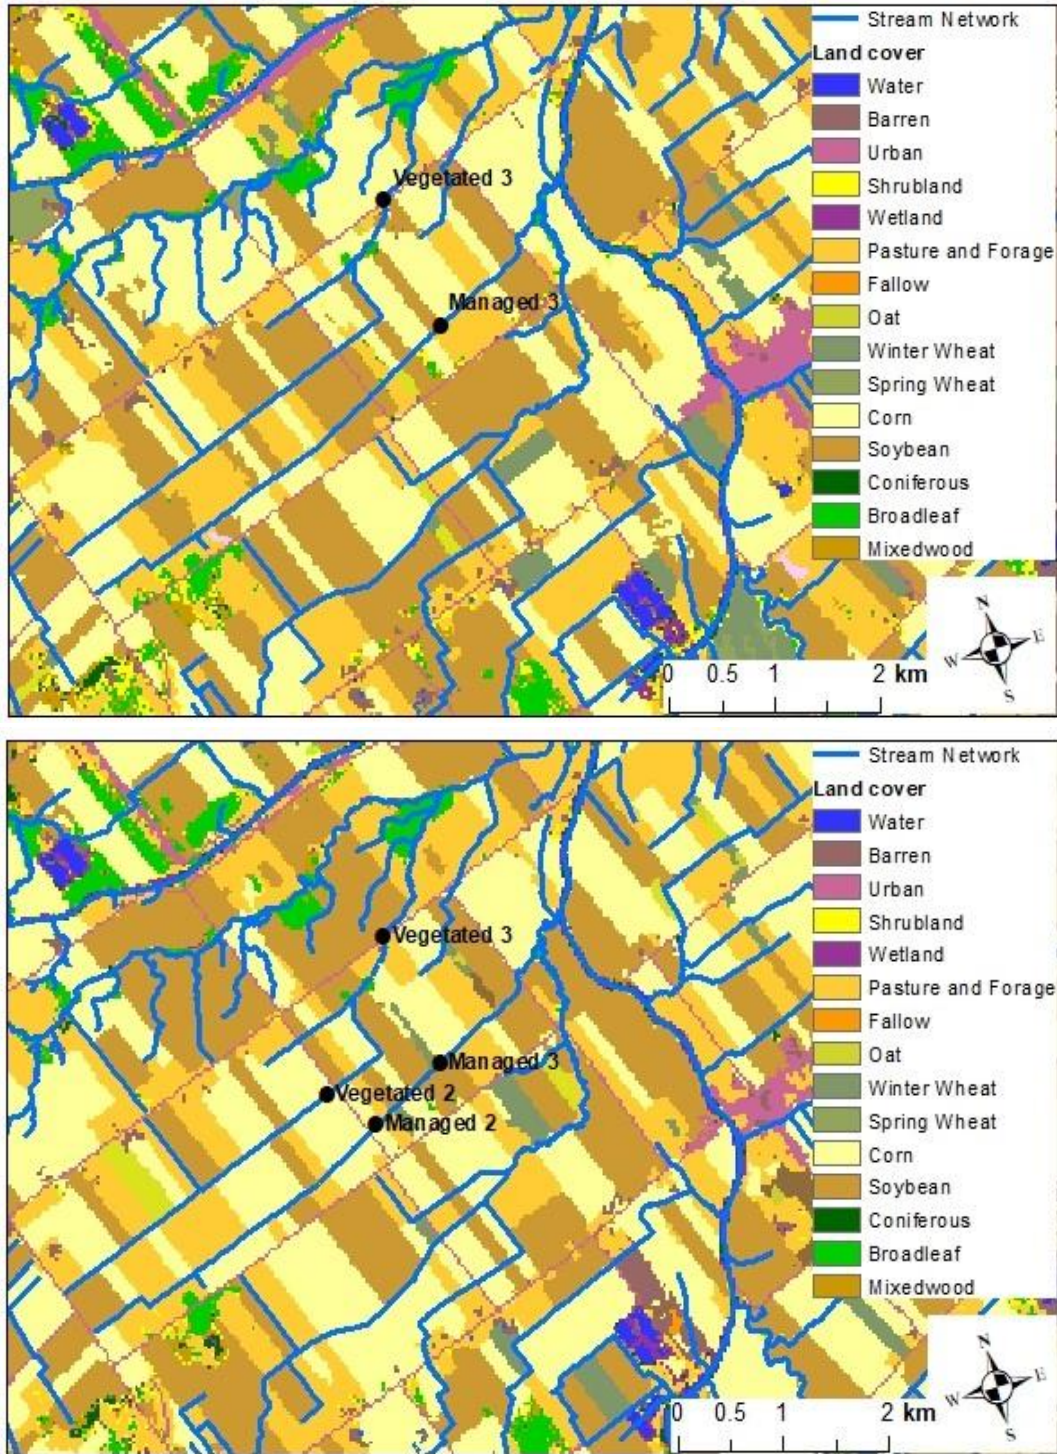 Stream Network
Land cover
Water
Barren
Urban
Shrubland
Wetland
Pasture and Forage
Fallow
Oat
Winter Wheat
Spring Wheat
Corn
Soybean
Coniferous
Broadleaf
Mixedwood
Vegetated 3
Managed 3
N
E
W
S
0 0.5 1 2 km
Stream Network
Land cover
Water
Barren
Urban
Shrubland
Wetland
Pasture and Forage
Fallow
Oat
Winter Wheat
Spring Wheat
Corn
Soybean
Coniferous
Broadleaf
Mixedwood
Vegetated 3
Managed 3
Vegetated 2
Managed 2
N
E
W
S
0 0.5 1 2 km